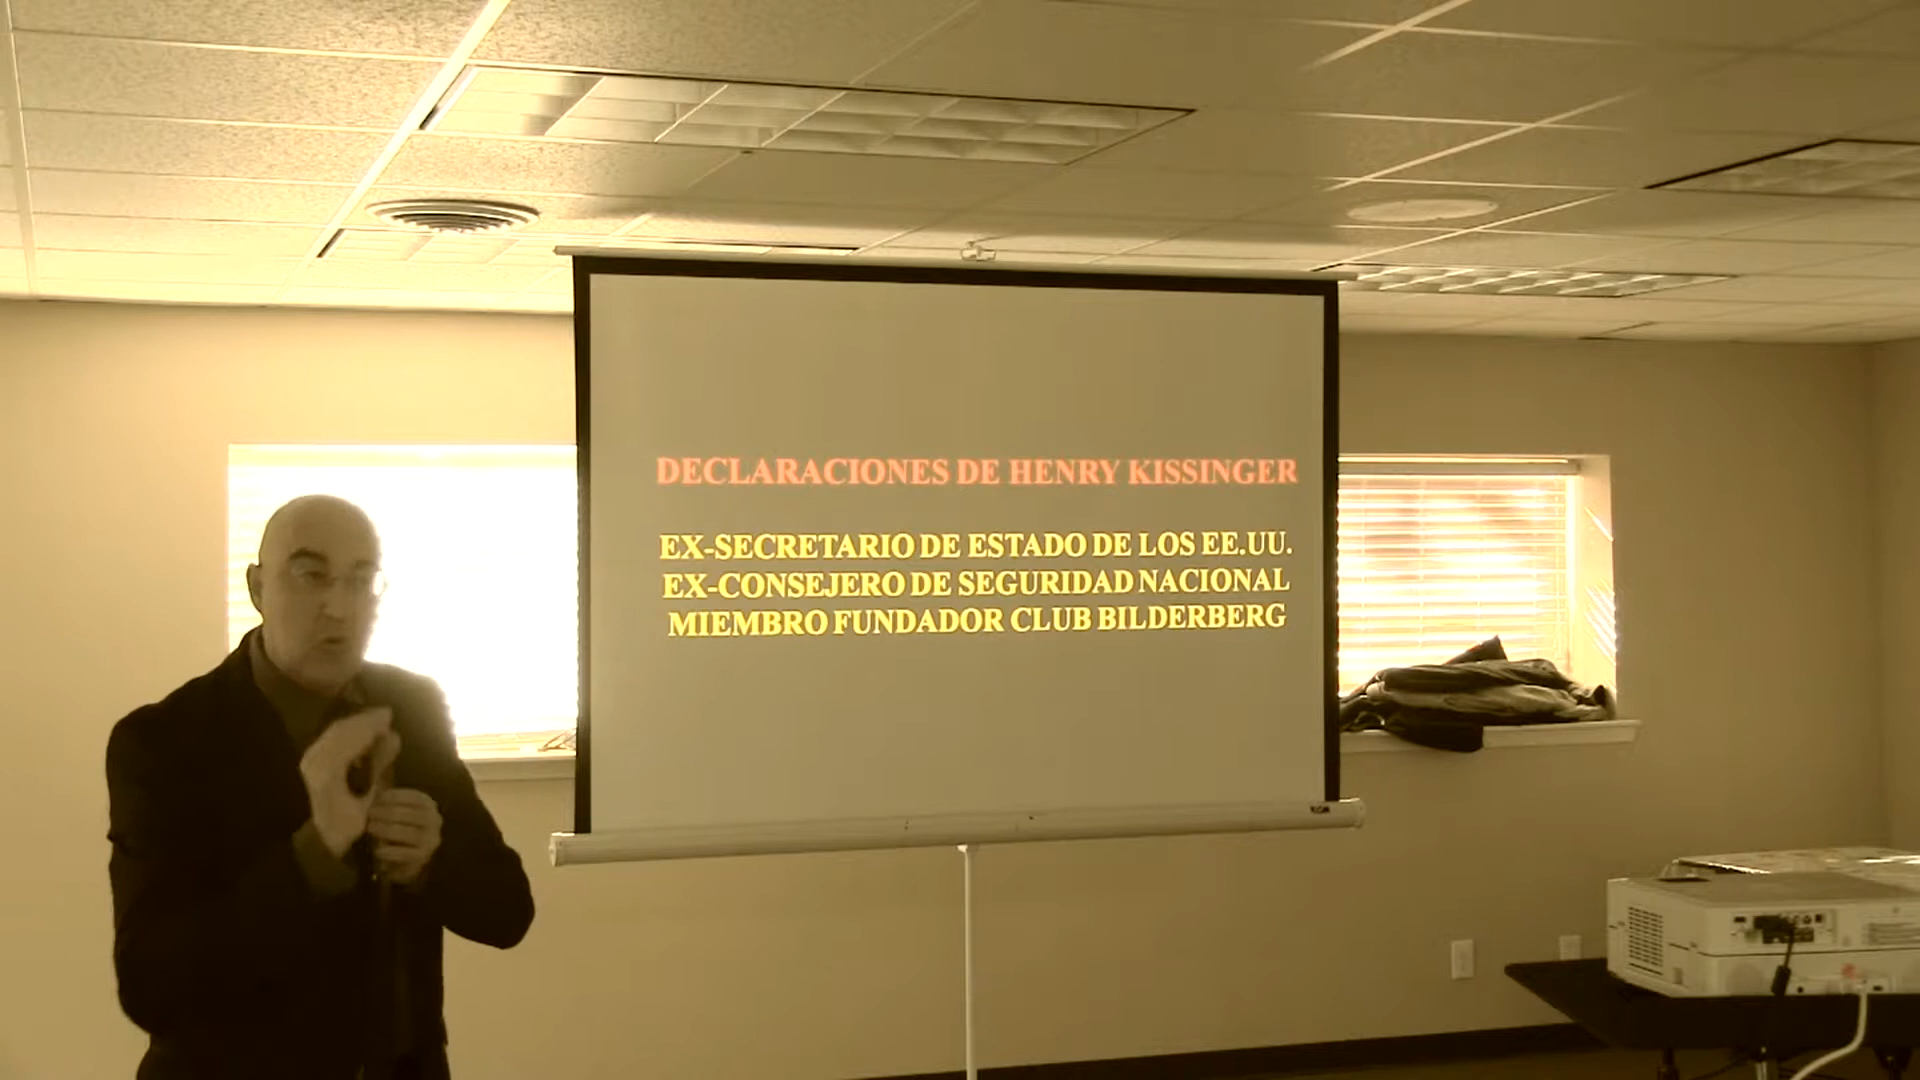 DECLARACIONES DE HENRY KISSINGER
EX-SECRETARIO DE ESTADO DE LOS EE.UU.
EX-CONSEJERO DE SEGURIDAD NACIONAL
MIEMBRO FUNDADOR CLUB BILDERBERG